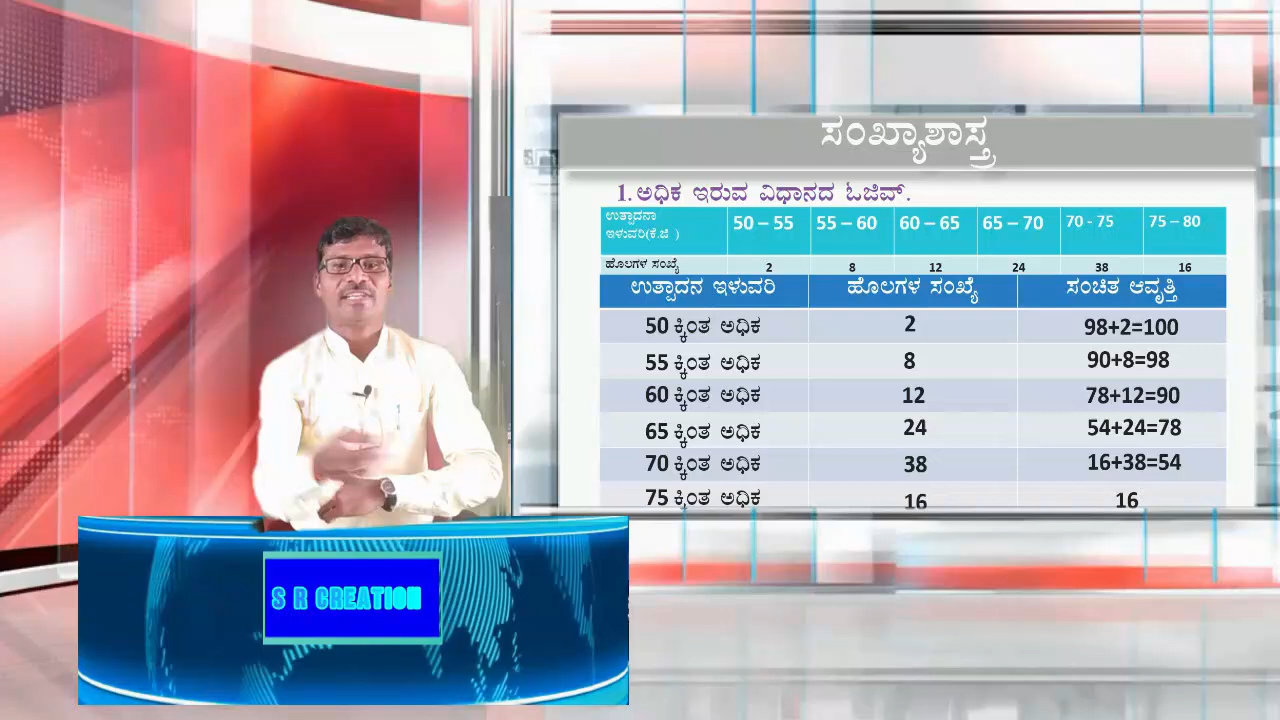 ಸಂಖ್ಯಾಶಾಸ್ತ್ರ
1. ಅಧಿಕ ಇರುವ ವಿಧಾನದ ಓಜಿವ್.
ಉತ್ಪಾದನಾ
ಇಳುವರಿ(ಕೆ.ಜಿ ) 50 – 55 55 – 60 60 – 65 65 – 70 70 - 75 75 – 80
ಹೊಲಗಳ ಸಂಖ್ಯೆ 2 8 12 24 38 16
ಉತ್ಪಾದನ ಇಳುವರಿ ಹೊಲಗಳ ಸಂಖ್ಯೆ ಸಂಚಿತ ಆವೃತ್ತಿ
50 ಕ್ಕಿಂತ ಅಧಿಕ 2 98+2=100
55 ಕ್ಕಿಂತ ಅಧಿಕ 8 90+8=98
60 ಕ್ಕಿಂತ ಅಧಿಕ 12 78+12=90
65 ಕ್ಕಿಂತ ಅಧಿಕ 24 54+24=78
70 ಕ್ಕಿಂತ ಅಧಿಕ 38 16+38=54
75 ಕ್ಕಿಂತ ಅಧಿಕ 16 16
S R CREATION